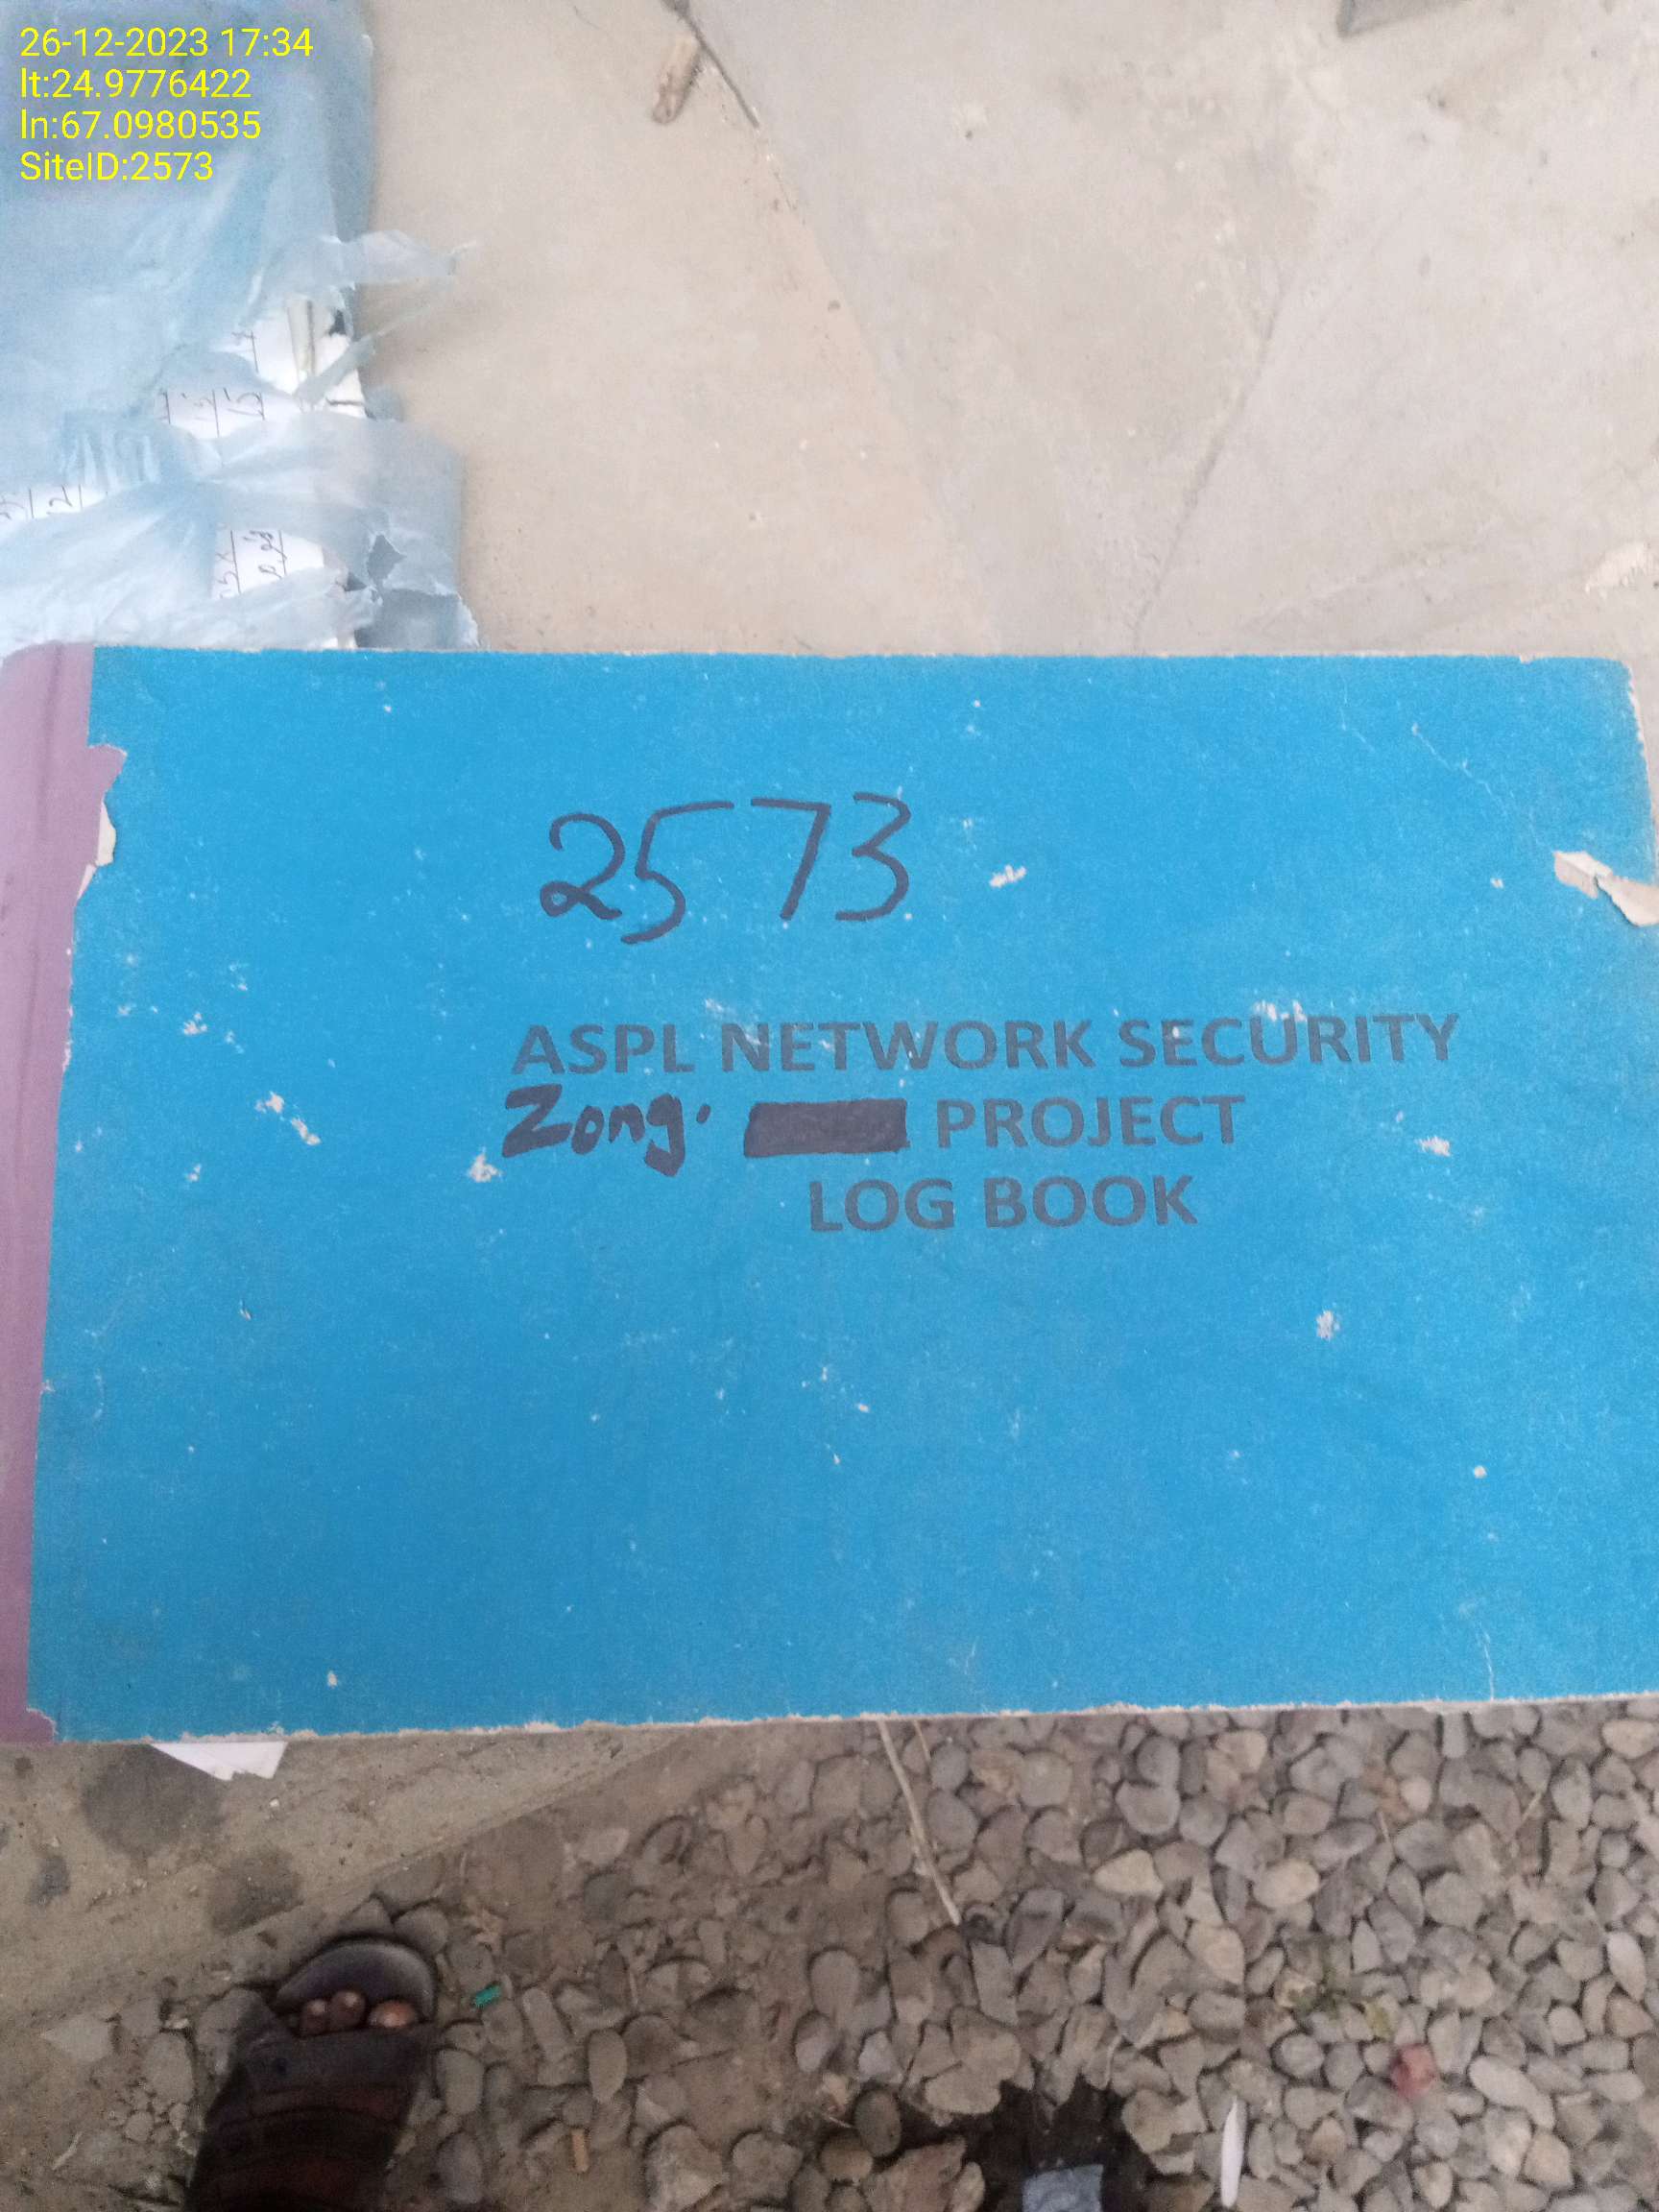 26-12-2023 17:34
lt:24.9776422
ln:67.0980535
SiteID:2573
2573
ASPL NETWORK SECURITY
Zong. PROJECT
LOG BOOK